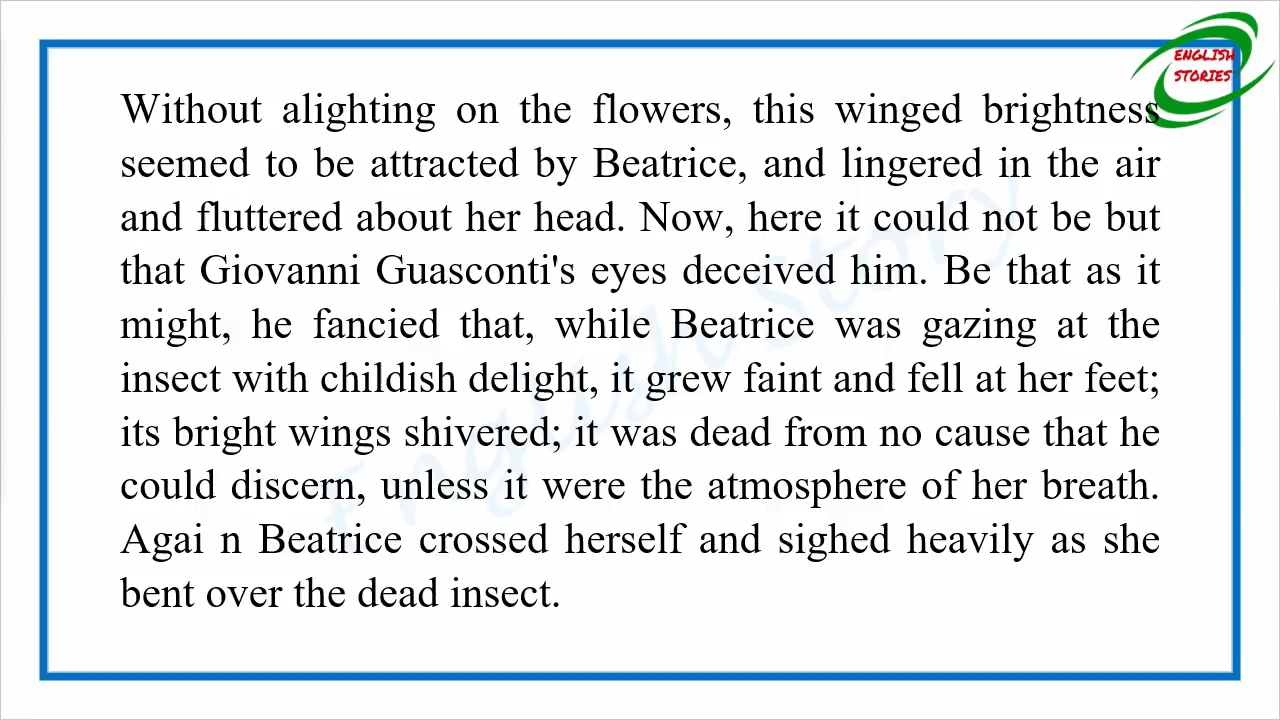 ENGLISH
STORIES
Without alighting on the flowers, this winged brightness
seemed to be attracted by Beatrice, and lingered in the air
and fluttered about her head. Now, here it could not be but
that Giovanni Guasconti's eyes deceived him. Be that as it
might, he fancied that, while Beatrice was gazing at the
insect with childish delight, it grew faint and fell at her feet;
its bright wings shivered; it was dead from no cause that he
could discern, unless it were the atmosphere of her breath.
Agai n Beatrice crossed herself and sighed heavily as she
bent over the dead insect.
English Story